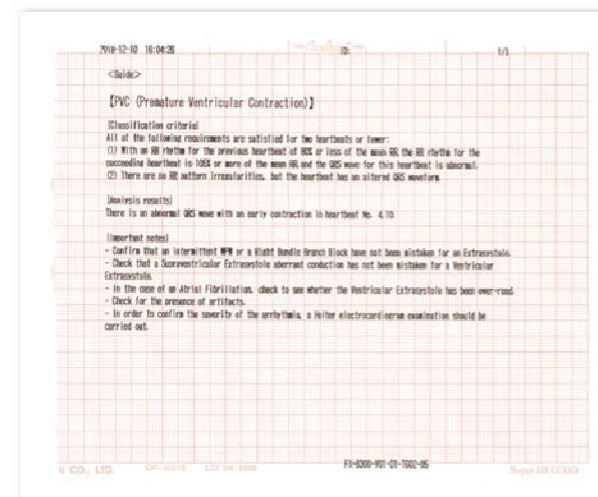 2018-12-10 16:04:26 ID: 1/1
<Guide>
[PVC (Premature Ventricular Contraction)]
[Classification criteria]
All of the following requirements are satisfied for two heartbeats or fewer:
(1) With an RR rhythm for the previous heartbeat of 80% or less of the mean RR, the RR rhythm for the
succeeding heartbeat is 106% or more of the mean RR and the QRS wave for this heartbeat is abnormal.
(2) There are no RR pattern irregularities, but the heartbeat has an altered QRS waveform.
[Analysis results]
There is an abnormal QRS wave with an early contraction in heartbeat No. 4,10.
[Important notes]
- Confirm that an intermittent WPW or a Right Bundle Branch Block have not been mistaken for an Extrasystole.
- Check that a Supraventricular Extrasystole aberrant conduction has not been mistaken for a Ventricular
Extrasystole.
- In the case of an Atrial Fibrillation, check to see whether the Ventricular Extrasystole has been over-read.
- Check for the presence of artifacts.
- In order to confirm the severity of the arrhythmia, a Holter electrocardiogram examination should be
carried out.
CO., LTD. LOT No.